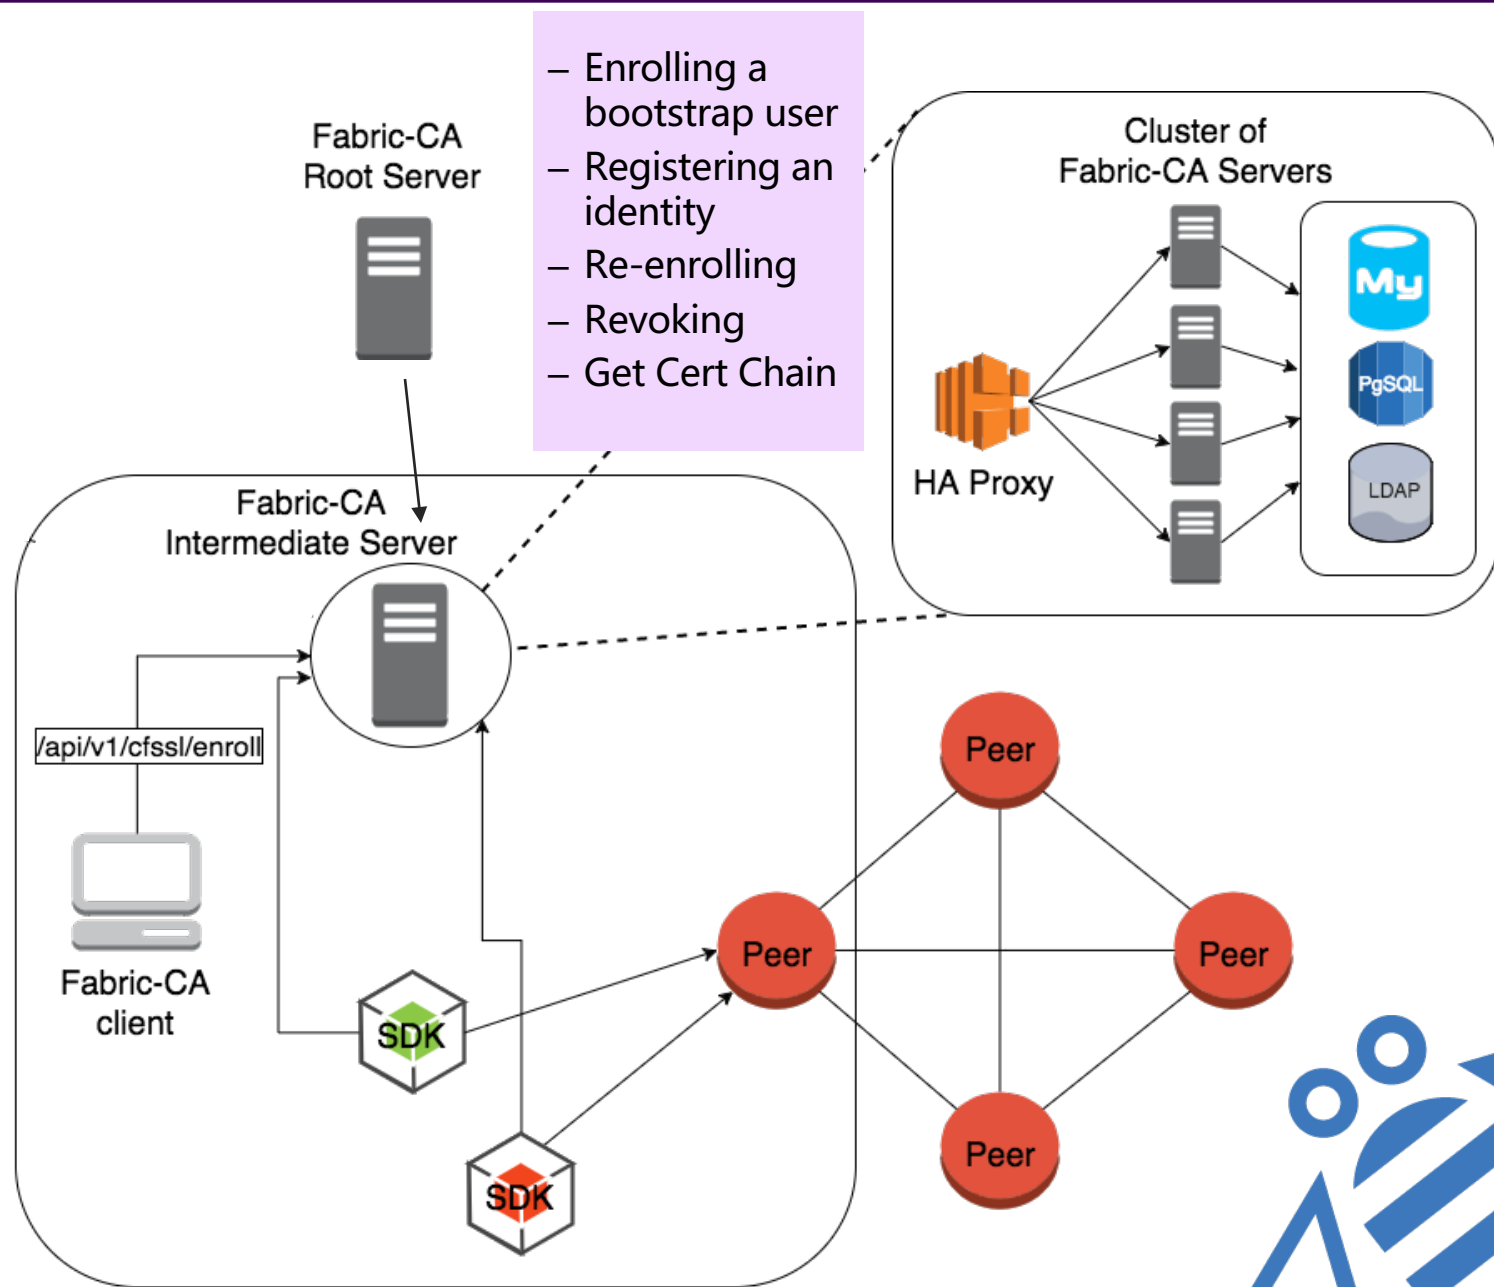 – Enrolling a
bootstrap user
– Registering an
identity
– Re-enrolling
– Revoking
– Get Cert Chain
Fabric-CA
Root Server
Cluster of
Fabric-CA Servers
My
PgSQL
LDAP
HA Proxy
Fabric-CA
Intermediate Server
/api/v1/cfssl/enroll
Fabric-CA
client
SDK
SDK
Peer
Peer
Peer
Peer